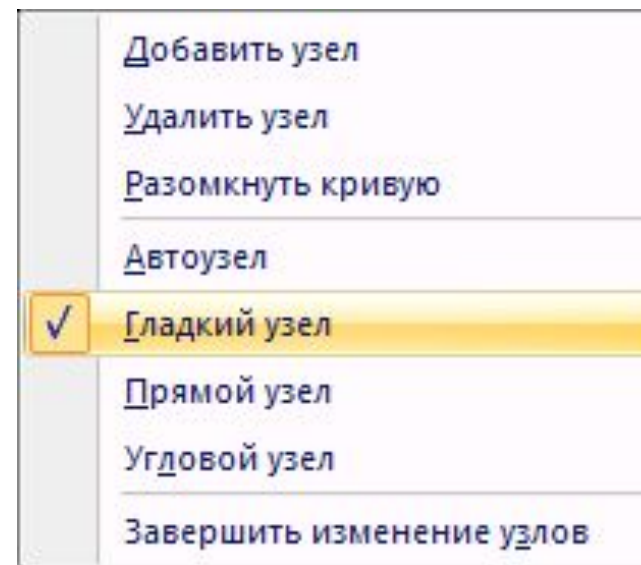 Добавить узел
Удалить узел
Разомкнуть кривую
Автоузел
Гладкий узел
Прямой узел
Угловой узел
Завершить изменение узлов